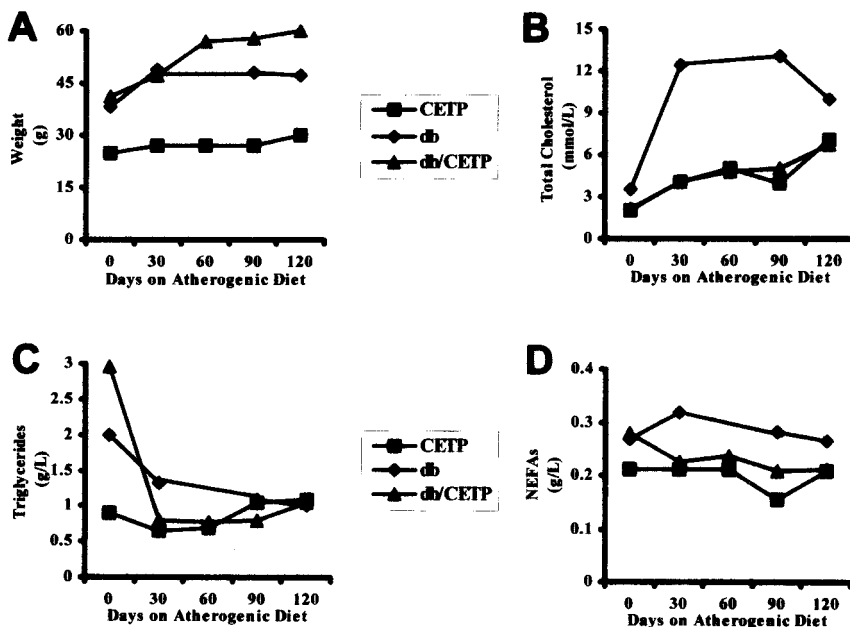 A
Weight
(g)
60
45
30
15
0
0 30 60 90 120
Days on Atherogenic Diet
CETP
db
db/CETP
B
Total Cholesterol
(mmol/L)
15
12
9
6
3
0
0 30 60 90 120
Days on Atherogenic Diet
C
Triglycerides
(g/L)
3
2.5
2
1.5
1
0.5
0
0 30 60 90 120
Days on Atherogenic Diet
CETP
db
db/CETP
D
NEFAs
(g/L)
0.4
0.3
0.2
0.1
0
0 30 60 90 120
Days on Atherogenic Diet